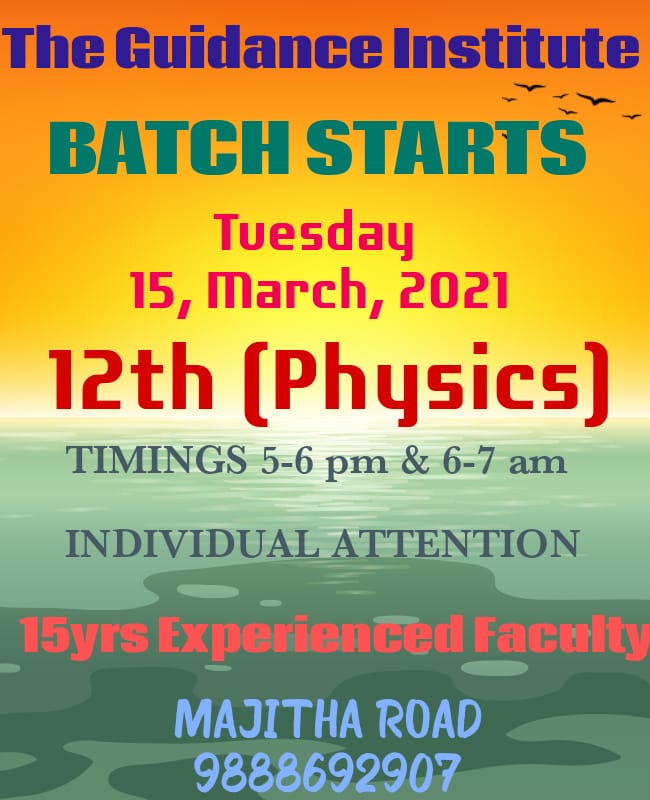 The Guidance Institute
BATCH STARTS
Tuesday
15, March, 2021
12th (Physics)
TIMINGS 5-6 pm & 6-7 am
INDIVIDUAL ATTENTION
15yrs Experienced Faculty
MAJITHA ROAD
9888692907